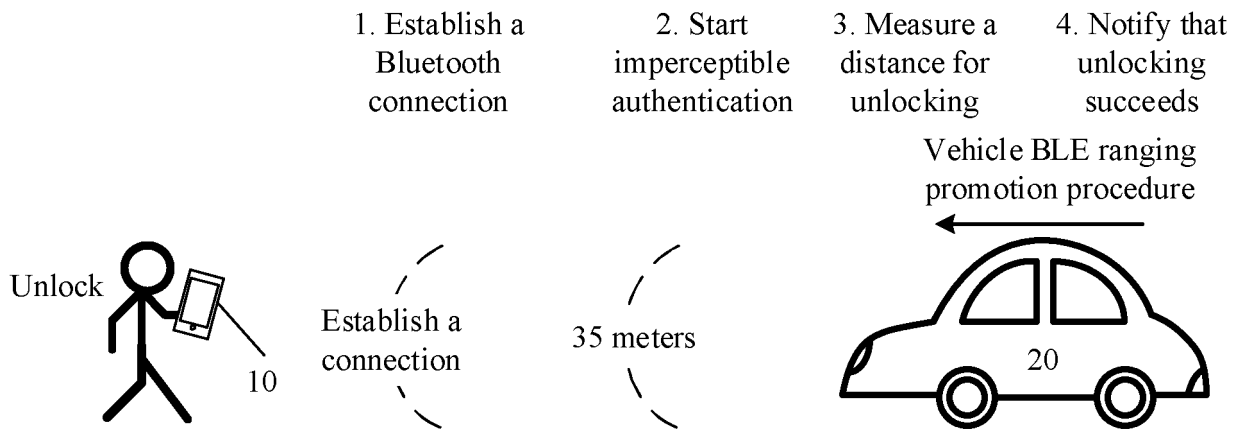 1. Establish a
Bluetooth
connection
2. Start
imperceptible
authentication
3. Measure a
distance for
unlocking
4. Notify that
unlocking
succeeds
Vehicle BLE ranging
promotion procedure
Unlock
10
Establish a
connection
35 meters
20